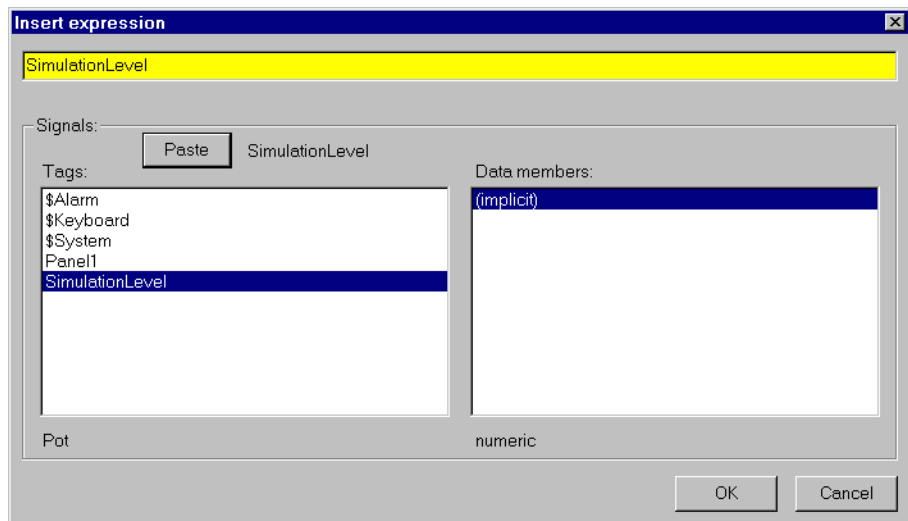 Insert expression
SimulationLevel
Signals:
Paste SimulationLevel
Tags:
$Alarm
$Keyboard
$System
Panel1
SimulationLevel
Pot
Data members:
(implicit)
numeric
OK Cancel